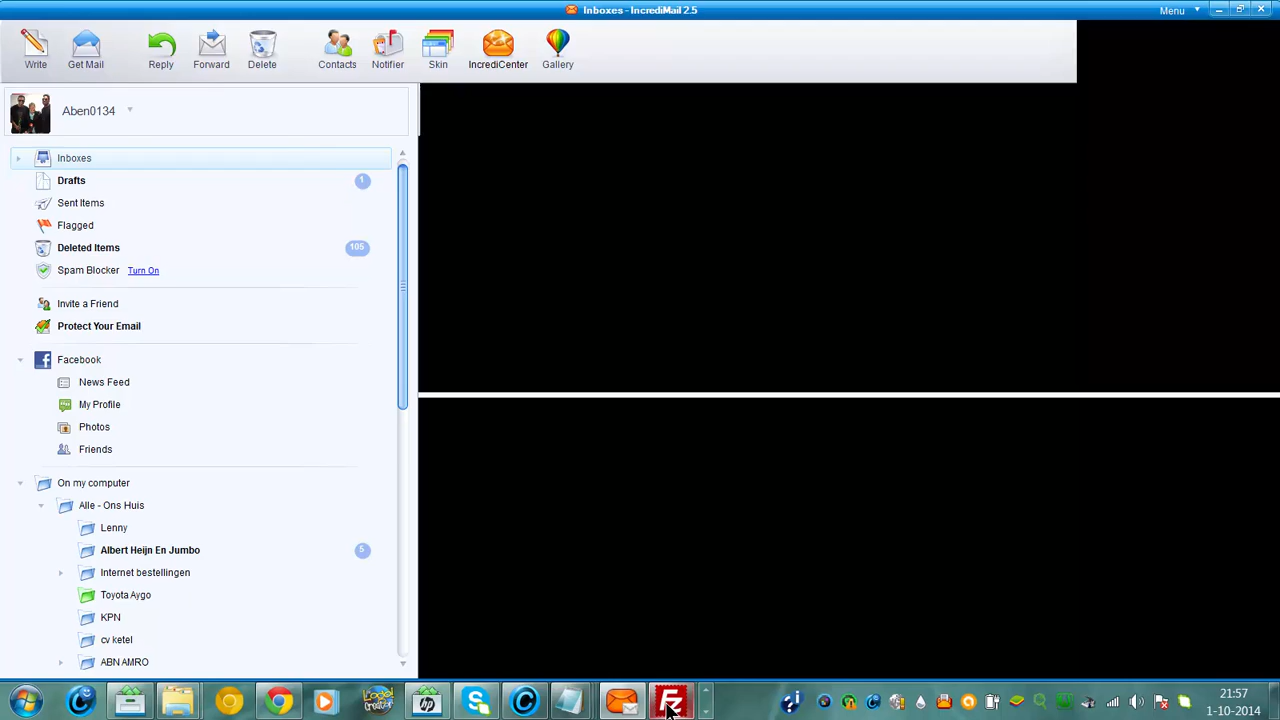 Inboxes - IncrediMail 2.5
Menu
Write
Get Mail
Reply
Forward
Delete
Contacts
Notifier
Skin
IncrediCenter
Gallery
Aben0134
Inboxes
Drafts 1
Sent Items
Flagged
Deleted Items 105
Spam Blocker Turn On
Invite a Friend
Protect Your Email
Facebook
News Feed
My Profile
Photos
Friends
On my computer
Alle - Ons Huis
Lenny
Albert Heijn En Jumbo 5
Internet bestellingen
Toyota Aygo
KPN
cv ketel
ABN AMRO
hp
21:57
1-10-2014